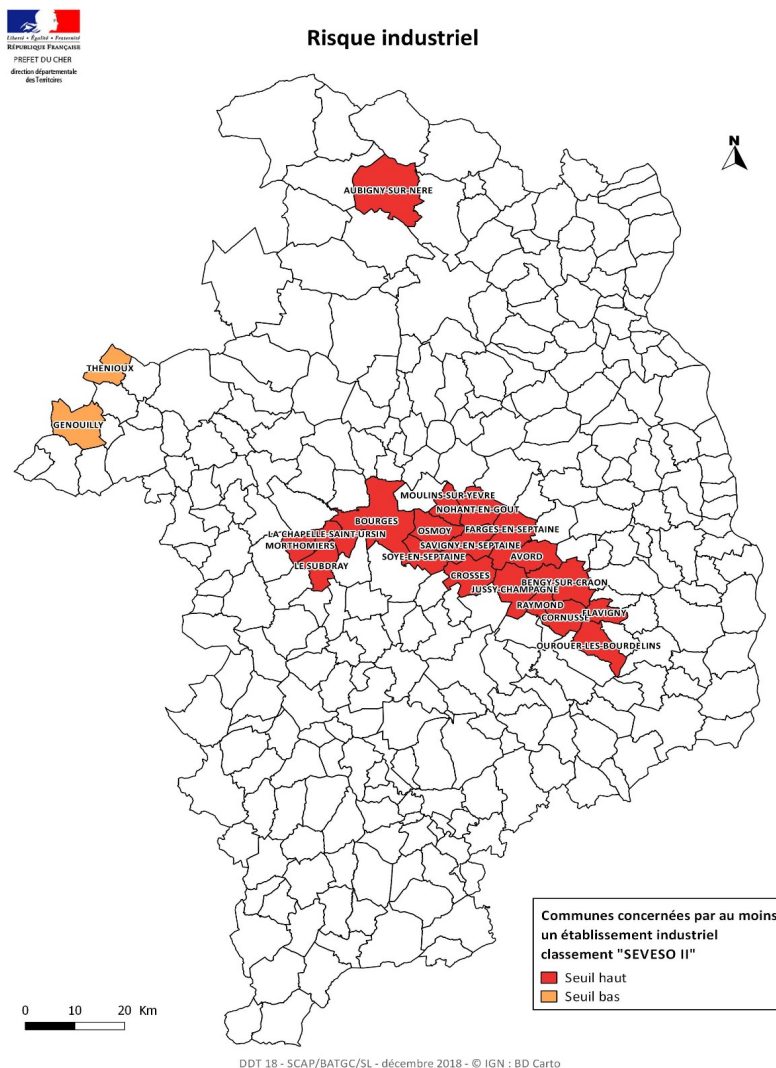 Liberté • Égalité • Fraternité
RÉPUBLIQUE FRANÇAISE
PREFET DU CHER
direction départementale
des Territoires
Risque industriel
N
AUBIGNY-SUR-NERE
THENIOUX
GENOUILLY
MOULINS-SUR-YEVRE
NOHANT-EN-GOUT
BOURGES
OSMOY
FARGES-EN-SEPTAINE
LA CHAPELLE-SAINT-URSIN
MORTHOMIERS
SAVIGNY-EN-SEPTAINE
SOYE-EN-SEPTAINE
AVORD
LE SUBDRAY
CROSSES
BENGY-SUR-CRAON
JUSSY-CHAMPAGNE
RAYMOND
FLAVIGNY
CORNUSSE
OUROUER-LES-BOURDELINS
Communes concernées par au moins
un établissement industriel
classement "SEVESO II"
Seuil haut
Seuil bas
0 10 20 Km
DDT 18 - SCAP/BATGC/SL - décembre 2018 - © IGN : BD Carto